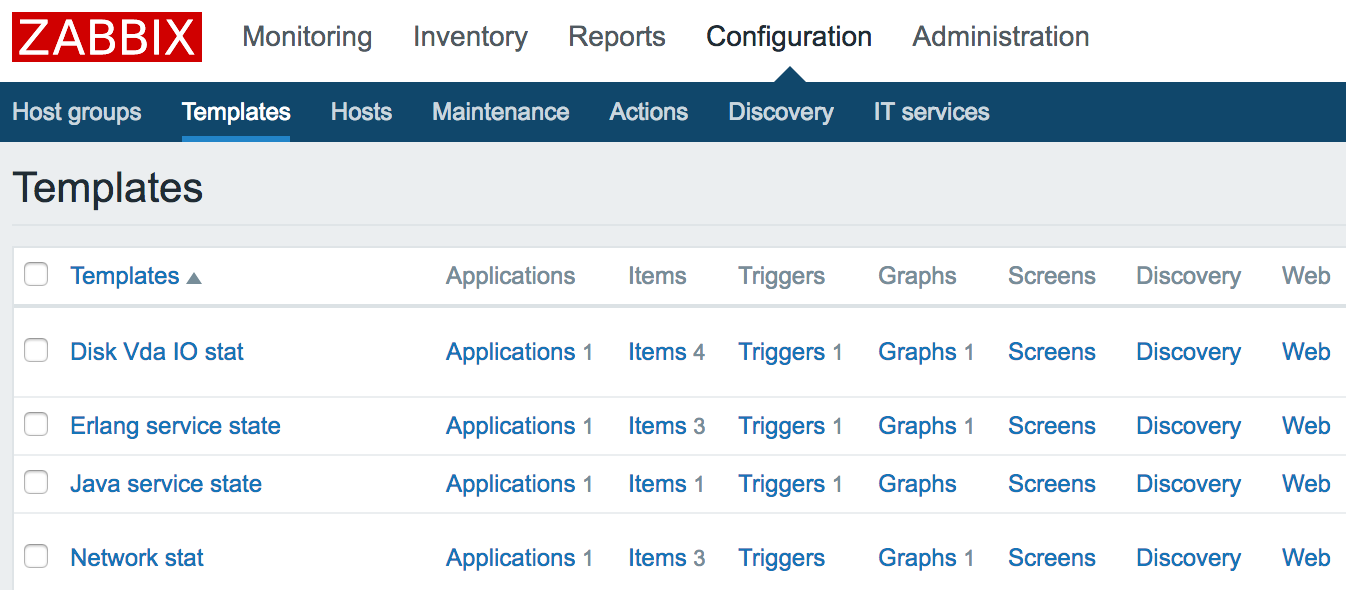 ZABBIX Monitoring Inventory Reports Configuration Administration
Host groups Templates Hosts Maintenance Actions Discovery IT services
Templates
Templates ▲ Applications Items Triggers Graphs Screens Discovery Web
Disk Vda IO stat Applications 1 Items 4 Triggers 1 Graphs 1 Screens Discovery Web
Erlang service state Applications 1 Items 3 Triggers 1 Graphs 1 Screens Discovery Web
Java service state Applications 1 Items 1 Triggers 1 Graphs Screens Discovery Web
Network stat Applications 1 Items 3 Triggers Graphs 1 Screens Discovery Web